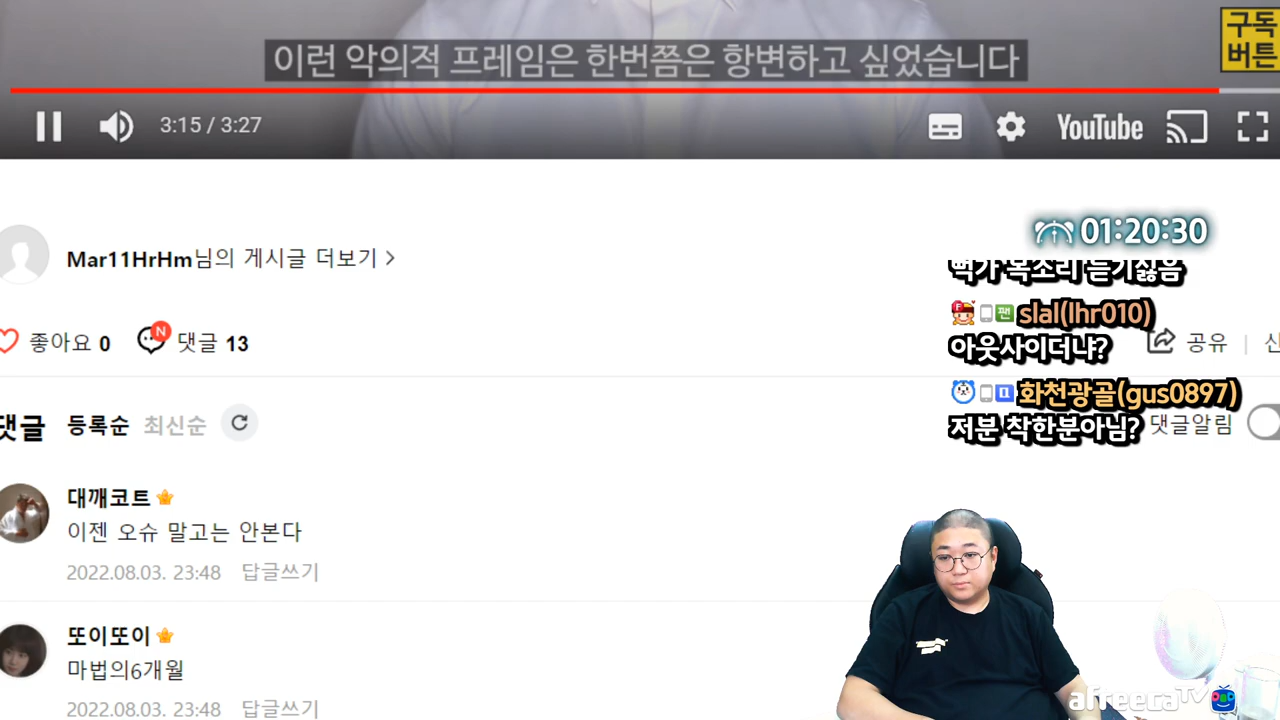 구독
버튼
이런 악의적 프레임은 한번쯤은 항변하고 싶었습니다
3:15 / 3:27
YouTube
Mar11HrHm님의 게시글 더보기
01:20:30
목소리 듣기싫음
slal(lhr010)
아웃사이더냐?
좋아요 0
N
댓글 13
공유
화천광골(gus0897)
저분 착한분아님?
댓글
등록순
최신순
댓글알림
대깨코트
이젠 오슈 말고는 안본다
2022.08.03. 23:48 답글쓰기
또이또이
마법의6개월
2022.08.03. 23:48 답글쓰기
afreecaTV